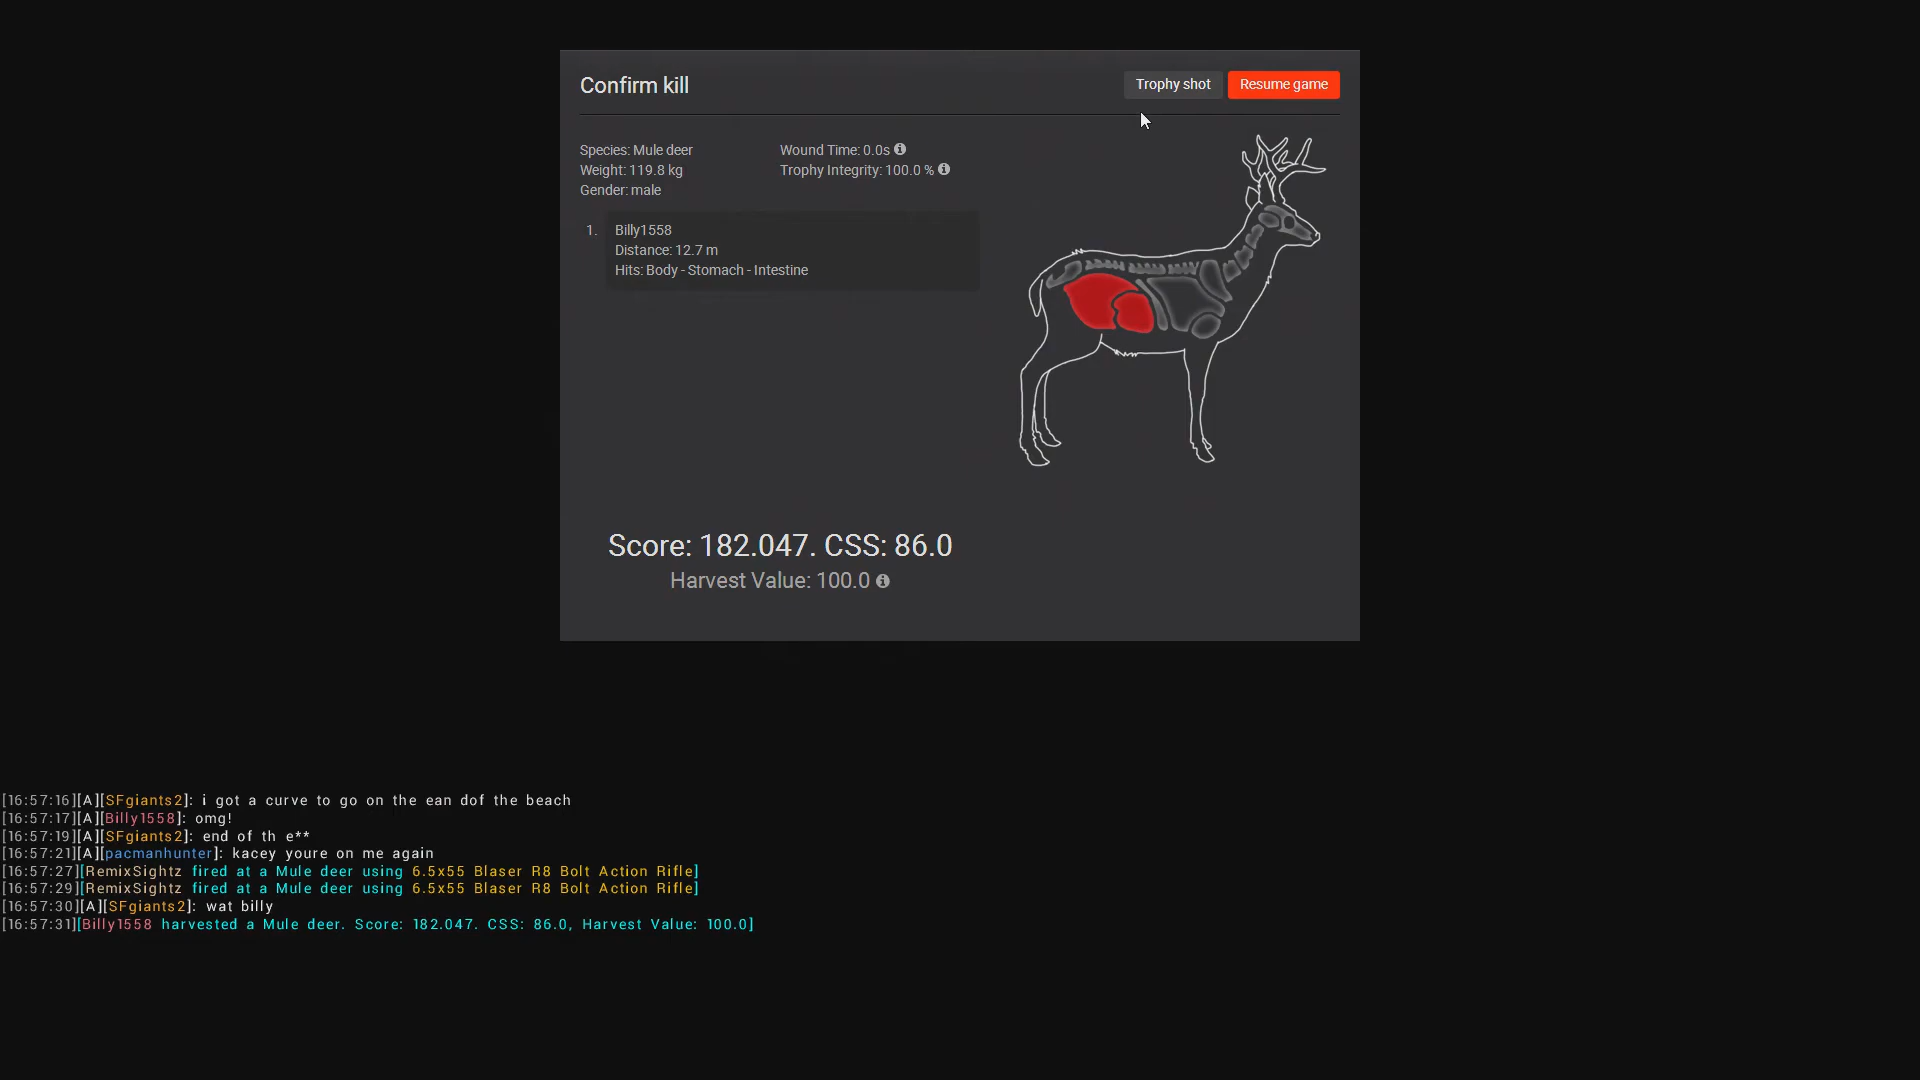 Confirm kill
Trophy shot
Resume game
Species: Mule deer
Weight: 119.8 kg
Gender: male
Wound Time: 0.0s
Trophy Integrity: 100.0 %
1.
Billy1558
Distance: 12.7 m
Hits: Body - Stomach - Intestine
Score: 182.047. CSS: 86.0
Harvest Value: 100.0
[16:57:16][A][SFgiants2]: i got a curve to go on the ean dof the beach
[16:57:17][A][Billy1558]: omg!
[16:57:19][A][SFgiants2]: end of th e**
[16:57:21][A][pacmanhunter]: kacey youre on me again
[16:57:27][RemixSightz fired at a Mule deer using 6.5x55 Blaser R8 Bolt Action Rifle]
[16:57:29][RemixSightz fired at a Mule deer using 6.5x55 Blaser R8 Bolt Action Rifle]
[16:57:30][A][SFgiants2]: wat billy
[16:57:31][Billy1558 harvested a Mule deer. Score: 182.047. CSS: 86.0, Harvest Value: 100.0]